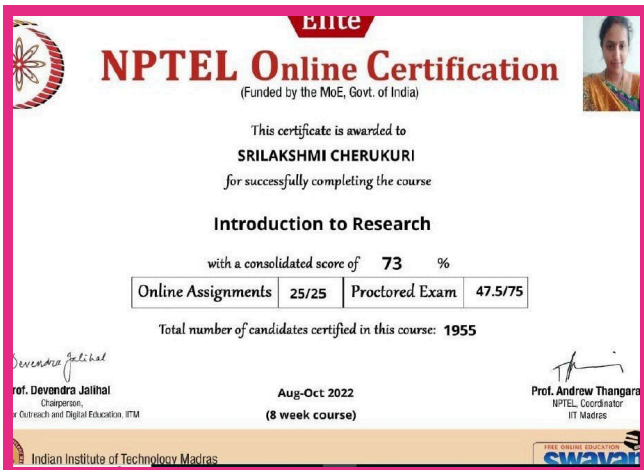 Elite
NPTEL Online Certification
(Funded by the MoE, Govt. of India)
This certificate is awarded to
SRILAKSHMI CHERUKURI
for successfully completing the course
Introduction to Research
with a consolidated score of 73 %
Online Assignments 25/25 Proctored Exam 47.5/75
Total number of candidates certified in this course: 1955
Devendra Jalihal
rof. Devendra Jalihal
Chairperson,
r Outreach and Digital Education, IITM
Aug-Oct 2022
(8 week course)
Prof. Andrew Thangara
NPTEL, Coordinator
IIT Madras
Indian Institute of Technology Madras
FREE ONLINE EDUCATION
swayam